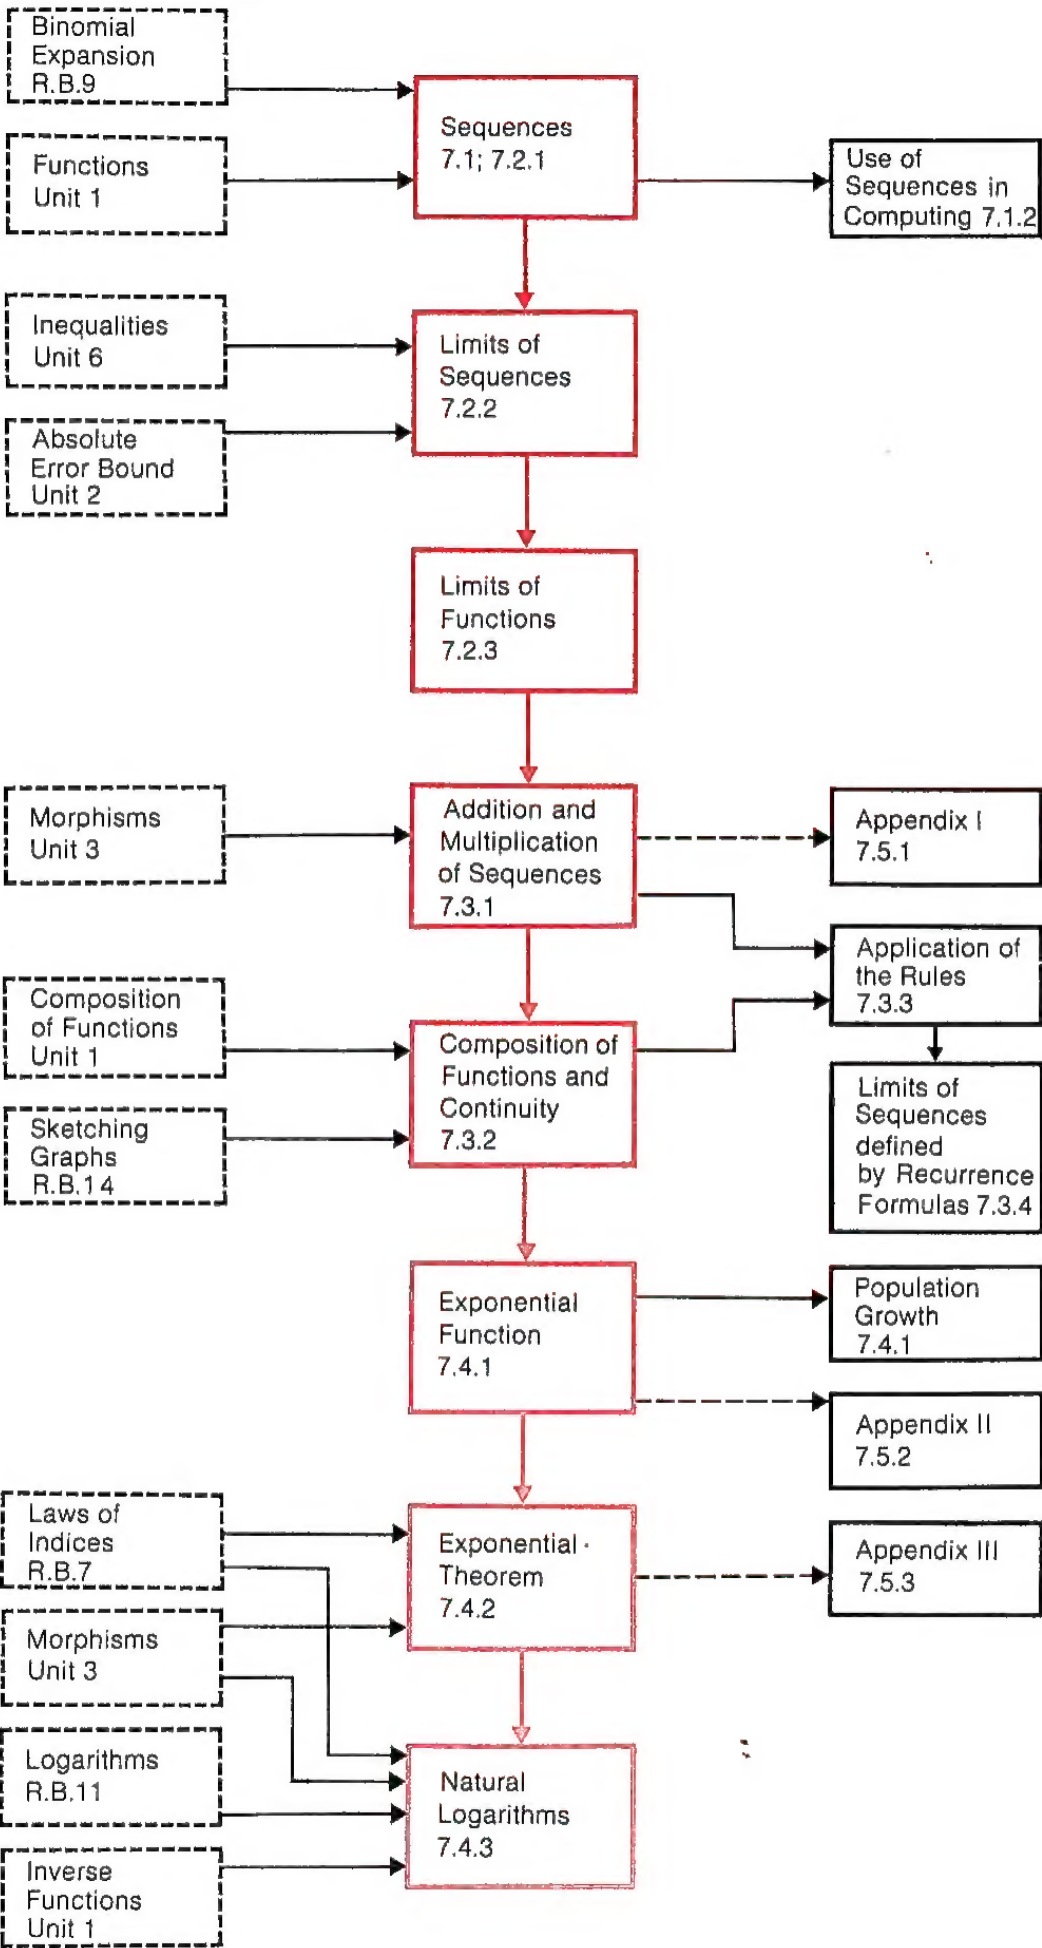 Binomial
Expansion
R.B.9
Functions
Unit 1
Sequences
7.1; 7.2.1
Use of
Sequences in
Computing 7.1.2
Inequalities
Unit 6
Absolute
Error Bound
Unit 2
Limits of
Sequences
7.2.2
Limits of
Functions
7.2.3
Morphisms
Unit 3
Addition and
Multiplication
of Sequences
7.3.1
Appendix I
7.5.1
Application of
the Rules
7.3.3
Composition
of Functions
Unit 1
Sketching
Graphs
R.B.14
Composition of
Functions and
Continuity
7.3.2
Limits of
Sequences
defined
by Recurrence
Formulas 7.3.4
Exponential
Function
7.4.1
Population
Growth
7.4.1
Appendix II
7.5.2
Laws of
Indices
R.B.7
Morphisms
Unit 3
Exponential
Theorem
7.4.2
Appendix III
7.5.3
Logarithms
R.B.11
Inverse
Functions
Unit 1
Natural
Logarithms
7.4.3